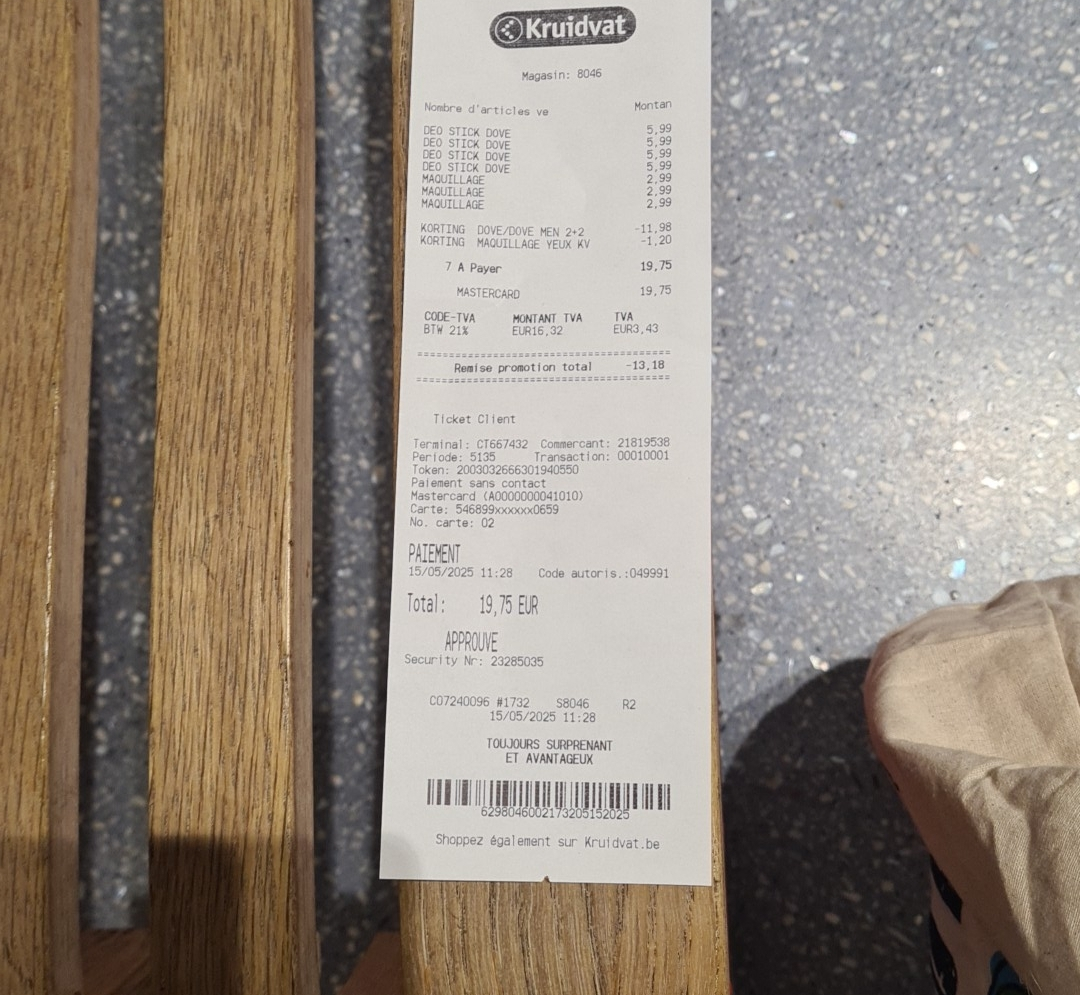 Kruidvat
Magasin: 8046
Nombre d'articles ve Montan
DEO STICK DOVE 5,99
DEO STICK DOVE 5,99
DEO STICK DOVE 5,99
DEO STICK DOVE 5,99
MAQUILLAGE 2,99
MAQUILLAGE 2,99
MAQUILLAGE 2,99
KORTING DOVE/DOVE MEN 2+2 -11,98
KORTING MAQUILLAGE YEUX KV -1,20
7 A Payer 19,75
MASTERCARD 19,75
CODE-TVA MONTANT TVA TVA
BTW 21% EUR16,32 EUR3,43
Remise promotion total -13,18
Ticket Client
Terminal: CT667432 Commercant: 21819538
Periode: 5135 Transaction: 00010001
Token: 2003032666301940550
Paiement sans contact
Mastercard (A0000000041010)
Carte: 546899xxxxxx0659
No. carte: 02
PAIEMENT
15/05/2025 11:28 Code autoris.:049991
Total: 19,75 EUR
APPROUVE
Security Nr: 23285035
C07240096 #1732 S8046 R2
15/05/2025 11:28
TOUJOURS SURPRENANT
ET AVANTAGEUX
6298046002173205152025
Shoppez également sur Kruidvat.be